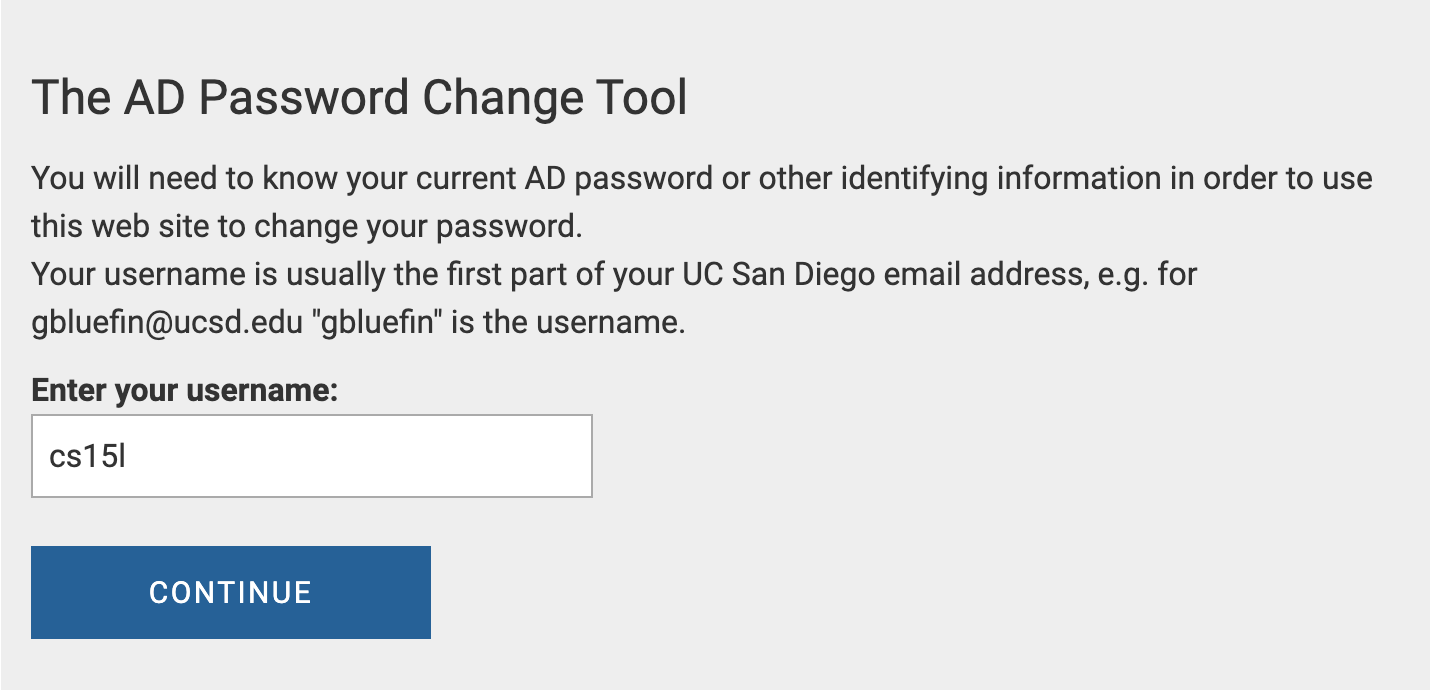 The AD Password Change Tool
You will need to know your current AD password or other identifying information in order to use
this web site to change your password.
Your username is usually the first part of your UC San Diego email address, e.g. for
gbluefin@ucsd.edu "gbluefin" is the username.
Enter your username:
cs15l
CONTINUE